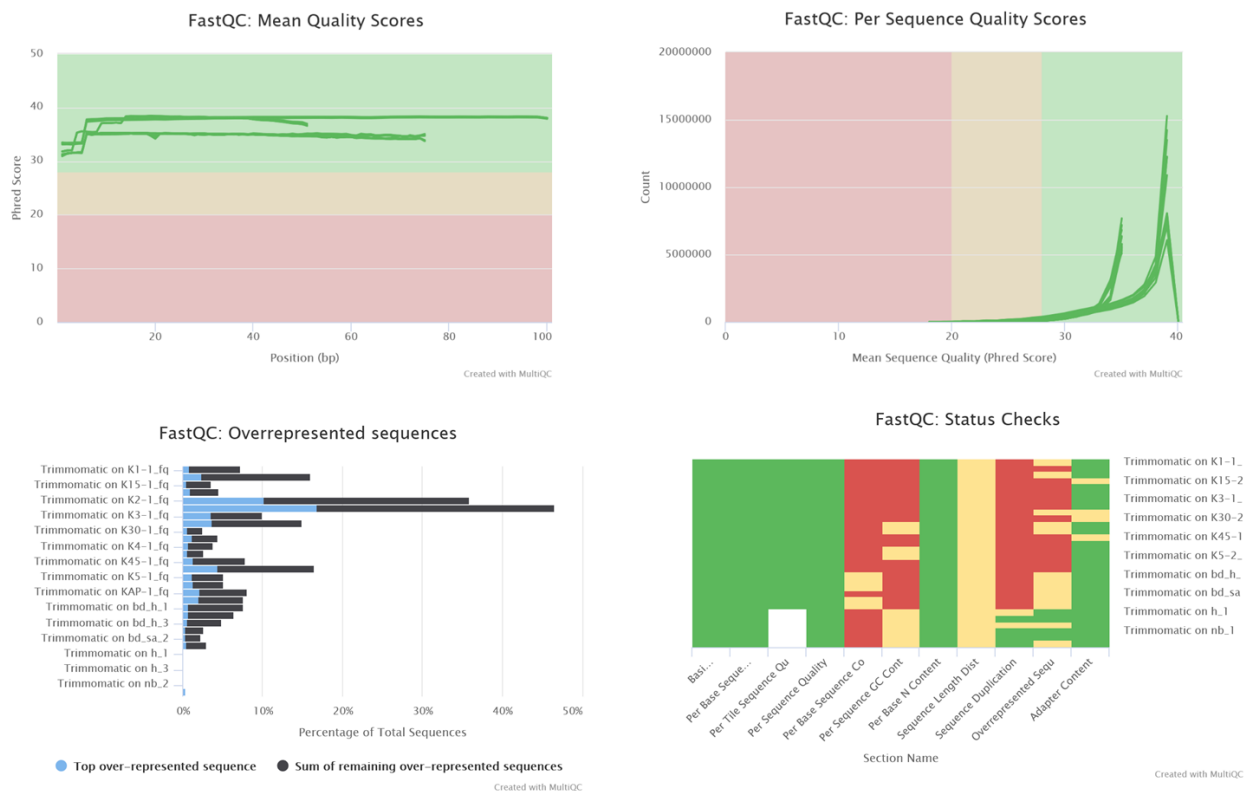 FastQC: Mean Quality Scores
50
40
30
20
10
0
Phred Score
20
40
60
80
100
Position (bp)
Created with MultiQC
FastQC: Per Sequence Quality Scores
20000000
15000000
10000000
5000000
0
Count
0
10
20
30
40
Mean Sequence Quality (Phred Score)
Created with MultiQC
FastQC: Overrepresented sequences
Trimmomatic on K1-1_fq
Trimmomatic on K15-1_fq
Trimmomatic on K2-1_fq
Trimmomatic on K3-1_fq
Trimmomatic on K30-1_fq
Trimmomatic on K4-1_fq
Trimmomatic on K45-1_fq
Trimmomatic on K5-1_fq
Trimmomatic on KAP-1_fq
Trimmomatic on bd_h_1
Trimmomatic on bd_h_3
Trimmomatic on bd_sa_2
Trimmomatic on h_1
Trimmomatic on h_3
Trimmomatic on nb_2
0%
10%
20%
30%
40%
50%
Percentage of Total Sequences
Top over-represented sequence
Sum of remaining over-represented sequences
Created with MultiQC
FastQC: Status Checks
Trimmomatic on K1-1_
Trimmomatic on K15-2
Trimmomatic on K3-1_
Trimmomatic on K30-2
Trimmomatic on K45-1
Trimmomatic on K5-2_
Trimmomatic on bd_h_
Trimmomatic on bd_sa
Trimmomatic on h_1
Trimmomatic on nb_1
Basi...
Per Base Seque...
Per Tile Sequence Qu
Per Sequence Quality
Per Base Sequence Co
Per Sequence GC Cont
Per Base N Content
Sequence Length Dist
Sequence Duplication
Overrepresented Sequ
Adapter Content
Section Name
Created with MultiQC